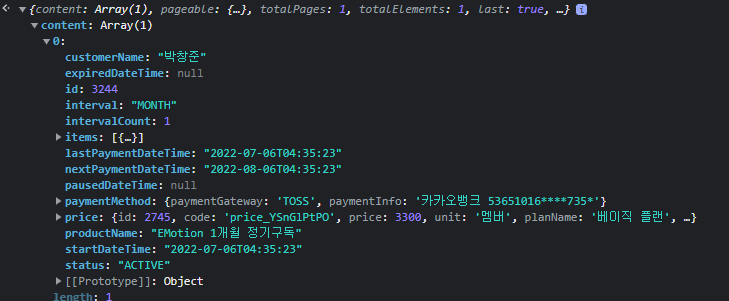 {content: Array(1), pageable: {…}, totalPages: 1, totalElements: 1, last: true, …} i
content: Array(1)
0:
customerName: "박창준"
expiredDateTime: null
id: 3244
interval: "MONTH"
intervalCount: 1
items: [{…}]
lastPaymentDateTime: "2022-07-06T04:35:23"
nextPaymentDateTime: "2022-08-06T04:35:23"
pausedDateTime: null
paymentMethod: {paymentGateway: 'TOSS', paymentInfo: '카카오뱅크 53651016****735*'}
price: {id: 2745, code: 'price_YSnGlPtPO', price: 3300, unit: '멤버', planName: '베이직 플랜', …}
productName: "EMotion 1개월 정기구독"
startDateTime: "2022-07-06T04:35:23"
status: "ACTIVE"
[[Prototype]]: Object
length: 1